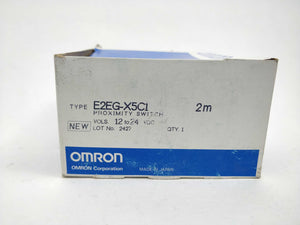 TYPE E2EG-X5C1 2m
PROXIMITY SWITCH
NEW VOLS. 12 to 24 VDC
LOT No. 2427 QTY. 1
OMRON
OMRON Corporation MADE IN JAPAN